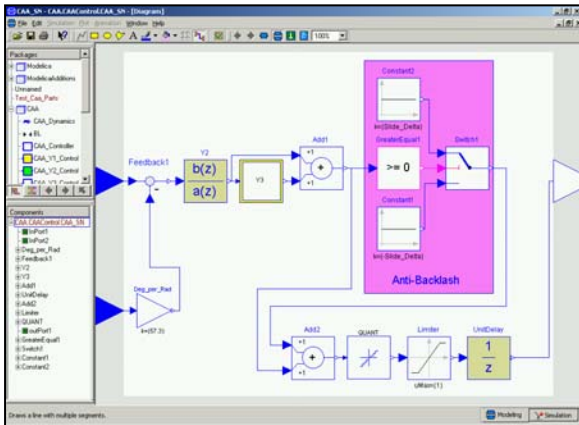 CAA_SN - CAA.CAAControl.CAA_SN - [Diagram]
File Edit Simulation Plot Animation Window Help
100%
Packages
Modelica
ModelicaAdditions
Unnamed
Test_Caa_Parts
CAA
CAA_Dynamics
BL
CAA_Controller
CAA_Y1_Control
CAA_Y2_Control
Components
CAA.CAAControl.CAA_SN
InPort1
InPort2
Deg_per_Rad
Feedback1
Y2
Y3
Add1
UnitDelay
Add2
Limiter
QUANT
outPort1
GreaterEqual1
Switch1
Constant1
Constant2
Feedback1
-
Y2
b(z)
a(z)
Y3
Add1
+1
+
+1
Constant2
k=(Slide_Delta)
GreaterEqual1
>= 0
Switch1
Constant1
k=(-Slide_Delta)
Anti-Backlash
Deg_per_Rad
k=(57.3)
Add2
+1
+
+1
QUANT
Limiter
UnitDelay
1
z
Draws a line with multiple segments.
Modeling
Simulation